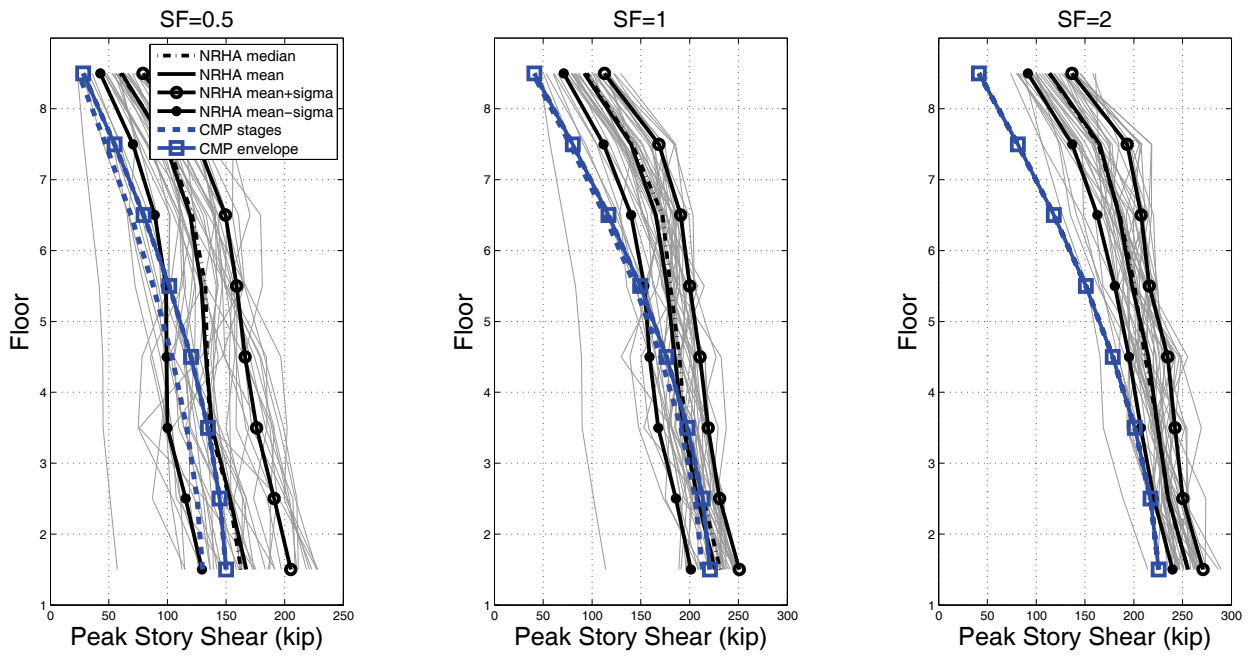 SF=0.5
NRHA median
NRHA mean
NRHA mean+sigma
NRHA mean−sigma
CMP stages
CMP envelope
8
7
6
5
4
3
2
1
0
50
100
150
200
250
Floor
Peak Story Shear (kip)
SF=1
8
7
6
5
4
3
2
1
0
50
100
150
200
250
300
Floor
Peak Story Shear (kip)
SF=2
8
7
6
5
4
3
2
1
0
50
100
150
200
250
300
Floor
Peak Story Shear (kip)